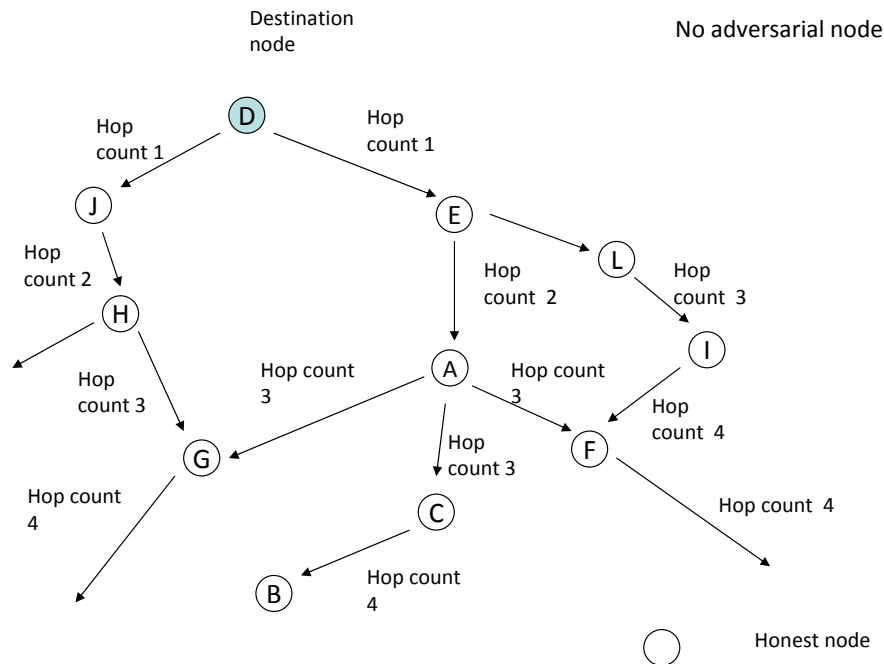 Destination
node
No adversarial node
D
Hop
count 1
Hop
count 1
J
E
Hop
count 2
L
Hop
count 2
Hop
count 3
H
I
A
Hop count
3
Hop count
3
Hop
count 3
Hop
count 4
F
Hop
count 3
G
Hop count
4
Hop count 4
C
Hop count
4
B
Honest node